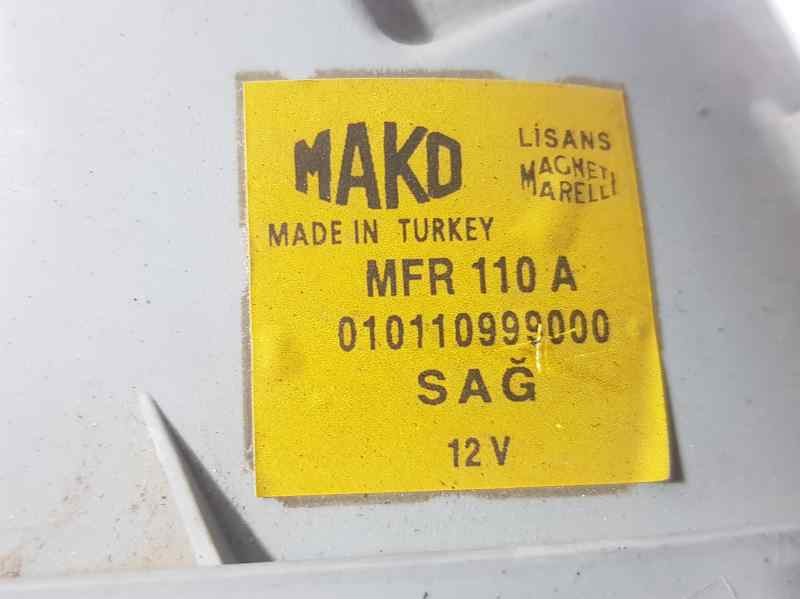 MAKO
LİSANS
MAGNETI
MARELLI
MADE IN TURKEY
MFR 110 A
010110999000
SAĞ
12 V